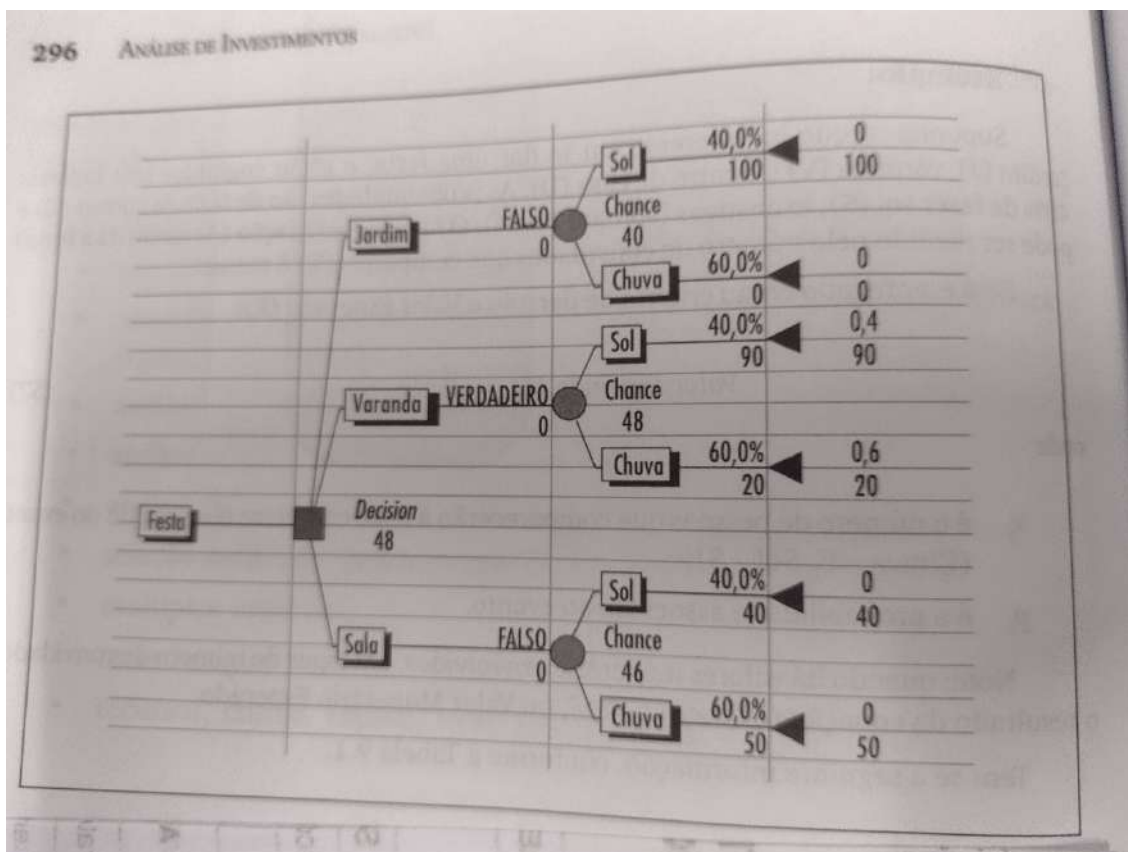 296 ANÁLISE DE INVESTIMENTOS
40,0% 0
Sol 100 100
FALSO Chance
Jardim 0 40
60,0% 0
Chuva 0 0
40,0% 0,4
Sol 90 90
VERDADEIRO Chance
Varanda 0 48
60,0% 0,6
Chuva 20 20
Decision
Festa 48
40,0% 0
Sol 40 40
FALSO Chance
Sala 0 46
60,0% 0
Chuva 50 50